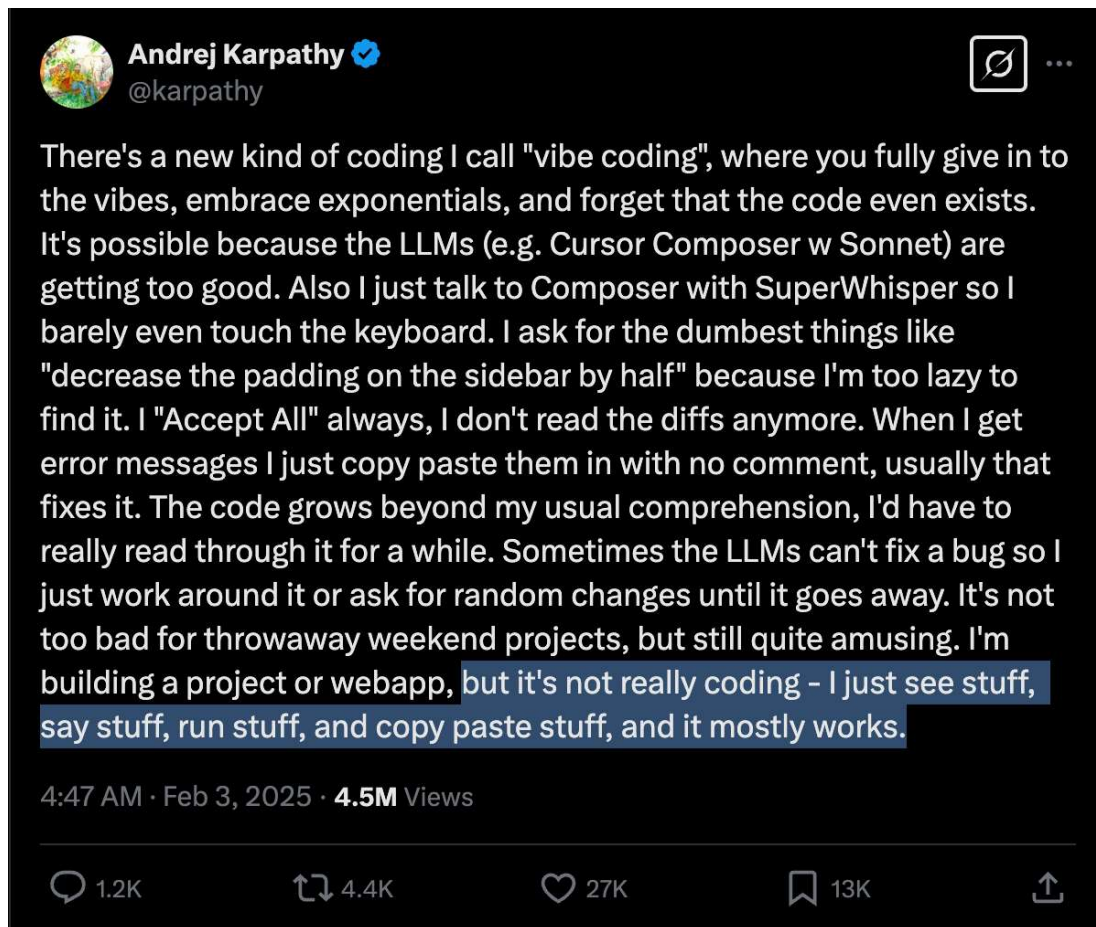 Andrej Karpathy
@karpathy
There's a new kind of coding I call "vibe coding", where you fully give in to
the vibes, embrace exponentials, and forget that the code even exists.
It's possible because the LLMs (e.g. Cursor Composer w Sonnet) are
getting too good. Also I just talk to Composer with SuperWhisper so I
barely even touch the keyboard. I ask for the dumbest things like
"decrease the padding on the sidebar by half" because I'm too lazy to
find it. I "Accept All" always, I don't read the diffs anymore. When I get
error messages I just copy paste them in with no comment, usually that
fixes it. The code grows beyond my usual comprehension, I'd have to
really read through it for a while. Sometimes the LLMs can't fix a bug so I
just work around it or ask for random changes until it goes away. It's not
too bad for throwaway weekend projects, but still quite amusing. I'm
building a project or webapp, but it's not really coding - I just see stuff,
say stuff, run stuff, and copy paste stuff, and it mostly works.
4:47 AM · Feb 3, 2025 · 4.5M Views
1.2K 4.4K 27K 13K